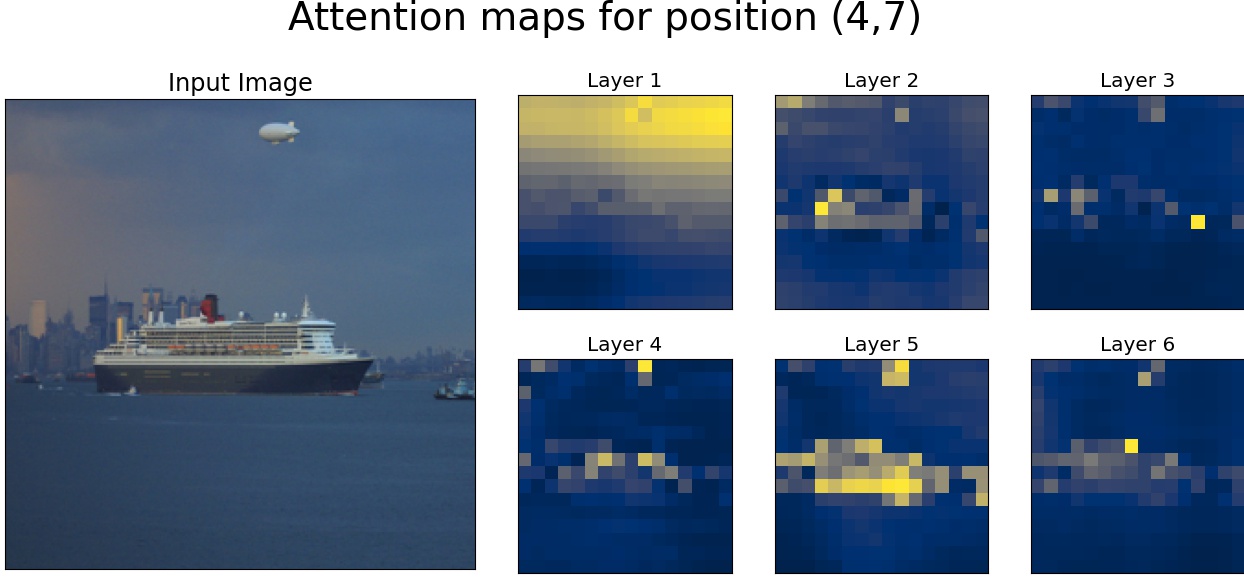 Attention maps for position (4,7)
Input Image
Layer 1
Layer 2
Layer 3
Layer 4
Layer 5
Layer 6